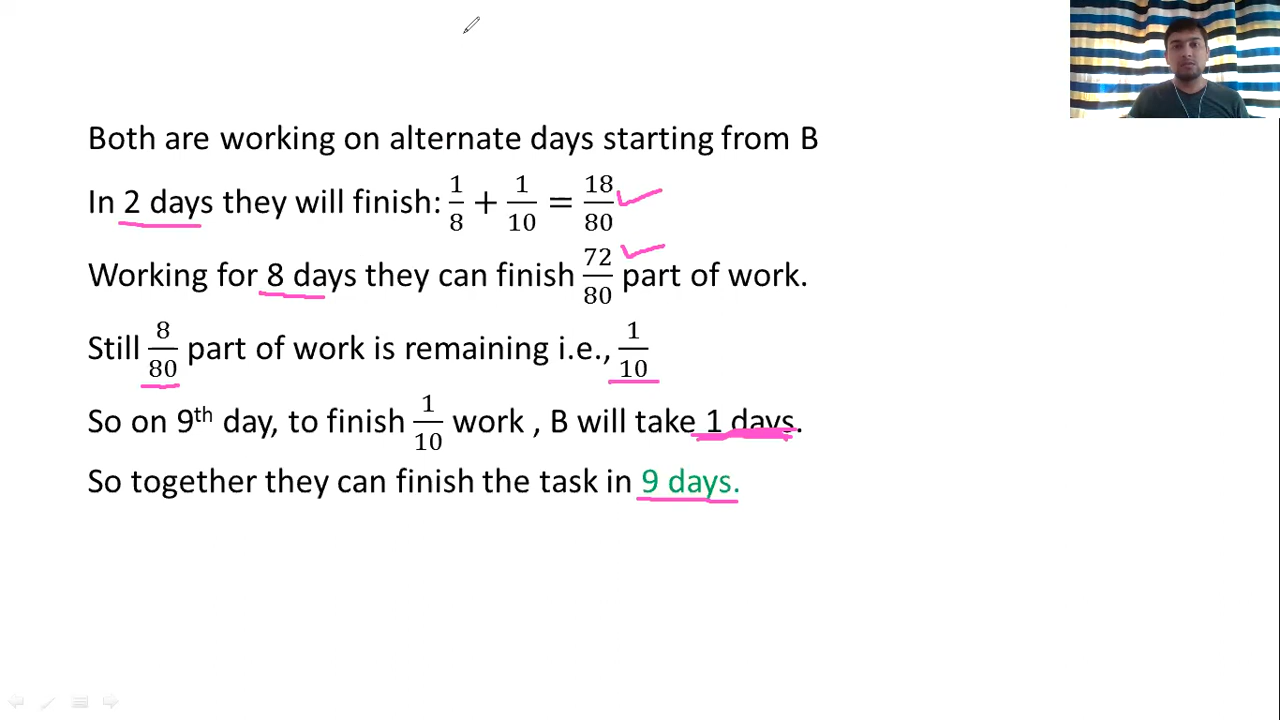 Both are working on alternate days starting from B
In 2 days they will finish: 1/8 + 1/10 = 18/80
Working for 8 days they can finish 72/80 part of work.
Still 8/80 part of work is remaining i.e., 1/10
So on 9th day, to finish 1/10 work , B will take 1 days.
So together they can finish the task in 9 days.